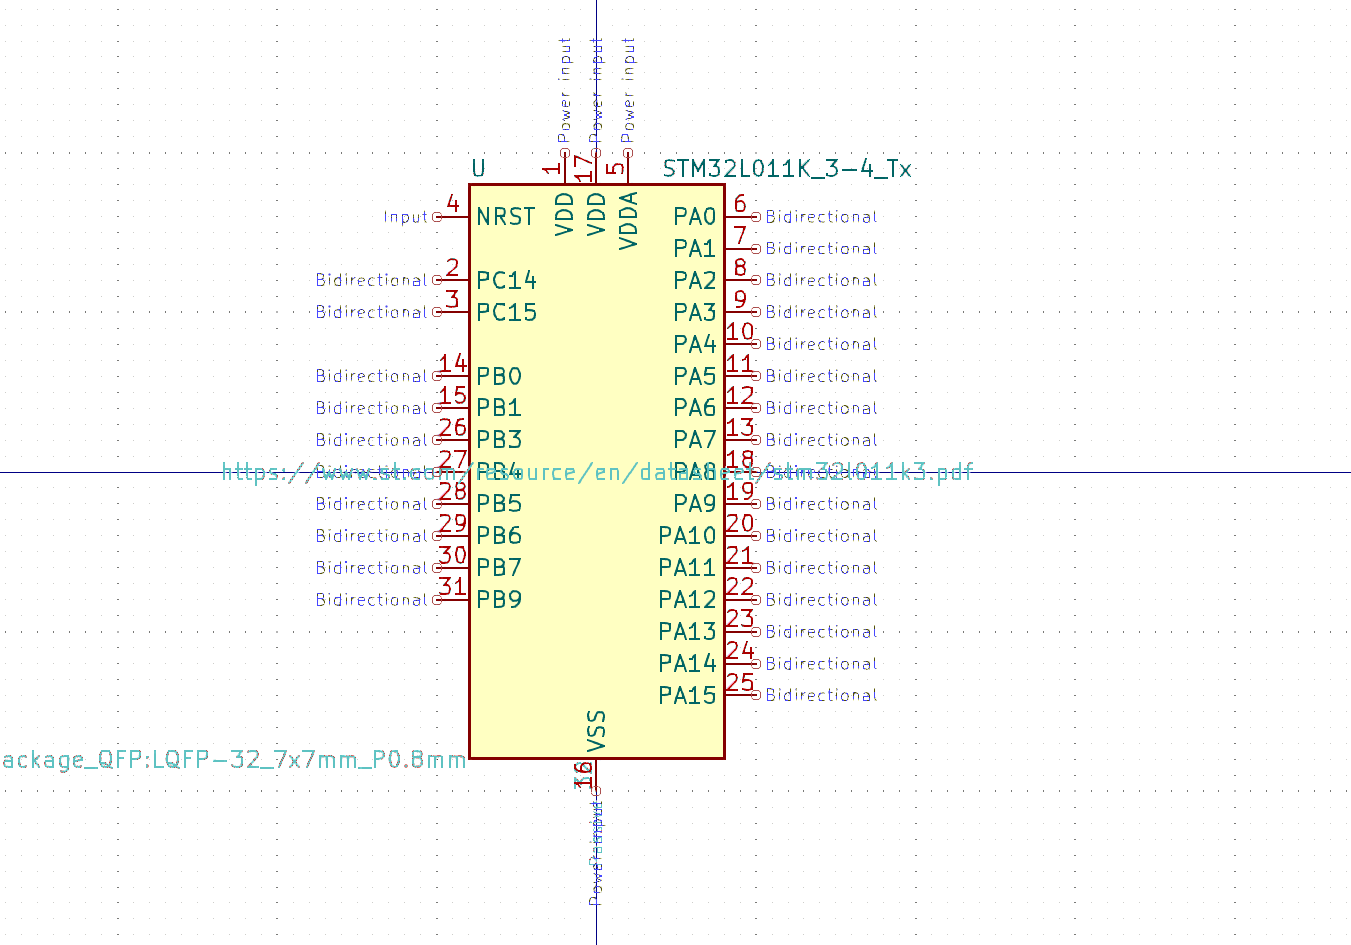 Power input
Power input
Power input
1
17
5
U
STM32L011K_3-4_Tx
VDD
VDD
VDDA
Input 4 NRST
Bidirectional 2 PC14
Bidirectional 3 PC15
Bidirectional 14 PB0
Bidirectional 15 PB1
Bidirectional 26 PB3
Bidirectional 27 PB4
Bidirectional 28 PB5
Bidirectional 29 PB6
Bidirectional 30 PB7
Bidirectional 31 PB9
https://www.st.com/resource/en/datasheet/stm32l011k3.pdf
PA0 6 Bidirectional
PA1 7 Bidirectional
PA2 8 Bidirectional
PA3 9 Bidirectional
PA4 10 Bidirectional
PA5 11 Bidirectional
PA6 12 Bidirectional
PA7 13 Bidirectional
PA8 18 Bidirectional
PA9 19 Bidirectional
PA10 20 Bidirectional
PA11 21 Bidirectional
PA12 22 Bidirectional
PA13 23 Bidirectional
PA14 24 Bidirectional
PA15 25 Bidirectional
VSS
ackage_QFP:LQFP-32_7x7mm_P0.8mm
16
Power input